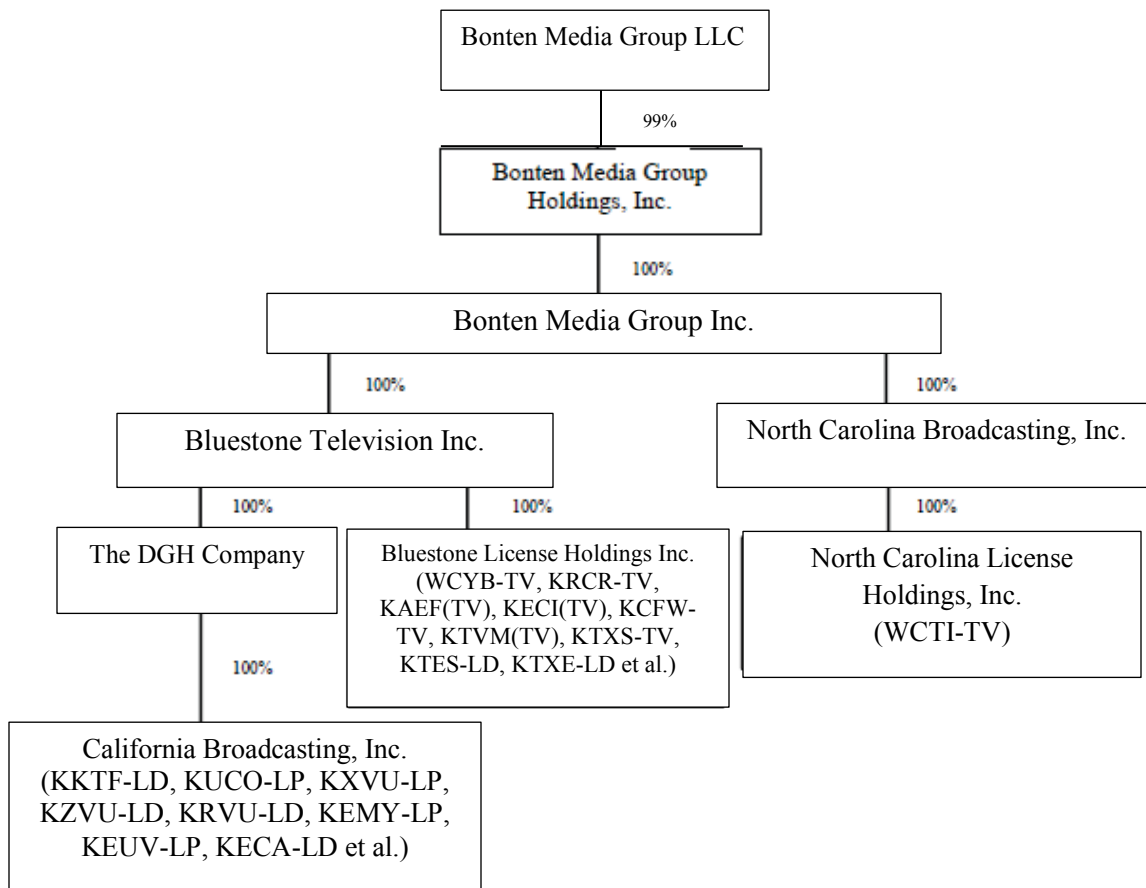 Bonten Media Group LLC
99%
Bonten Media Group
Holdings, Inc.
100%
Bonten Media Group Inc.
100%
100%
Bluestone Television Inc.
North Carolina Broadcasting, Inc.
100%
100%
100%
The DGH Company
Bluestone License Holdings Inc.
(WCYB-TV, KRCR-TV,
KAEF(TV), KECI(TV), KCFW-
TV, KTVM(TV), KTXS-TV,
KTES-LD, KTXE-LD et al.)
North Carolina License
Holdings, Inc.
(WCTI-TV)
100%
California Broadcasting, Inc.
(KKTF-LD, KUCO-LP, KXVU-LP,
KZVU-LD, KRVU-LD, KEMY-LP,
KEUV-LP, KECA-LD et al.)